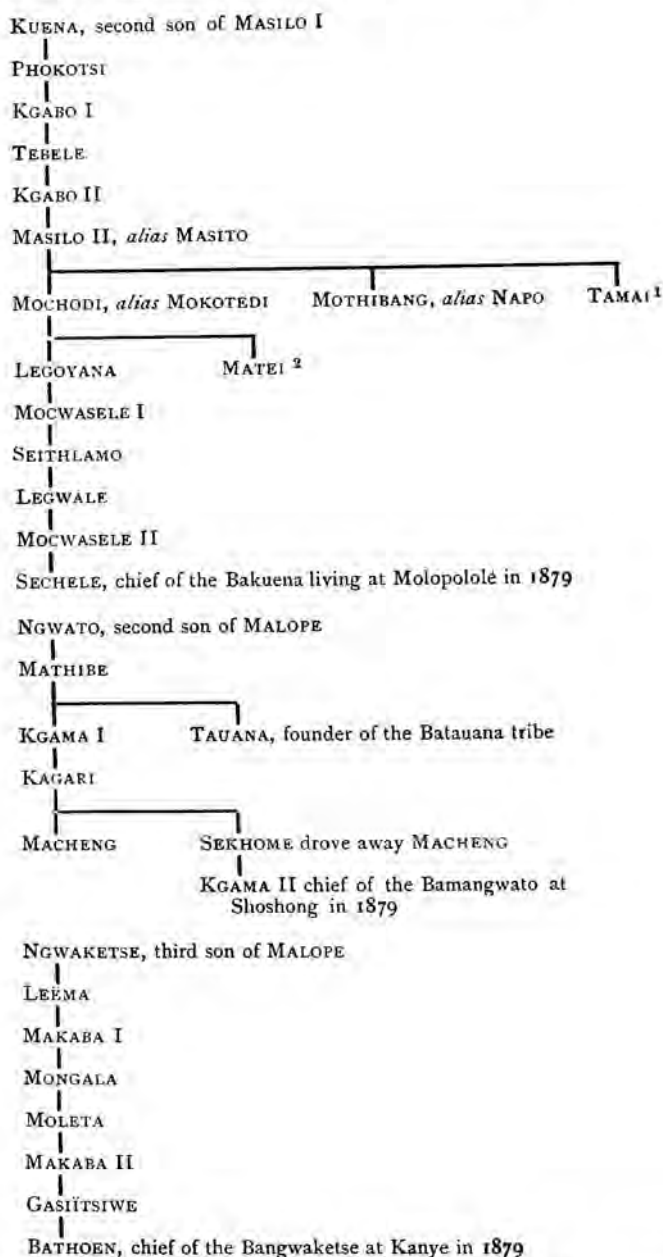 KUENA, second son of MASILO I
PHOKOTSI
KGABO I
TEBELE
KGABO II
MASILO II, alias MASITO
MOCHODI, alias MOKOTEDI MOTHIBANG, alias NAPO TAMAI ¹
LEGOYANA MATEI ²
MOCWASELE I
SEITHLAMO
LEGWALE
MOCWASELE II
SECHELE, chief of the Bakuena living at Molopolole in 1879
NGWATO, second son of MALOPE
MATHIBE
KGAMA I TAUANA, founder of the Batauana tribe
KAGARI
MACHENG SEKHOME drove away MACHENG
KGAMA II chief of the Bamangwato at
Shoshong in 1879
NGWAKETSE, third son of MALOPE
LEËMA
MAKABA I
MONGALA
MOLETA
MAKABA II
GASIÏTSIWE
BATHOEN, chief of the Bangwaketse at Kanye in 1879